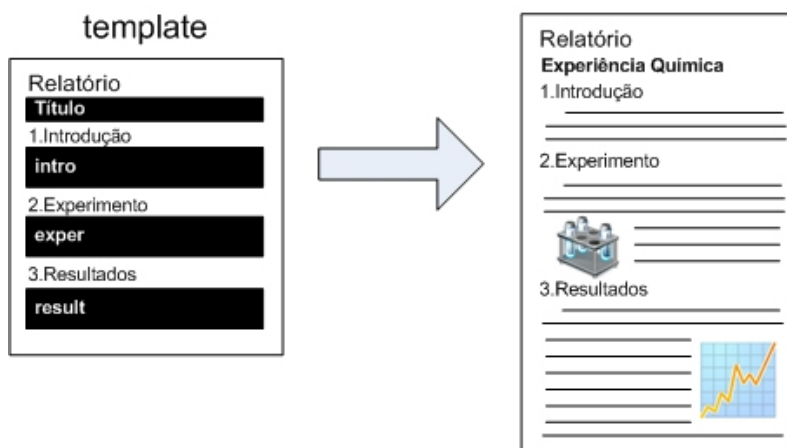 template
Relatório
Título
1.Introdução
intro
2.Experimento
exper
3.Resultados
result
Relatório
Experiência Química
1.Introdução
2.Experimento
3.Resultados